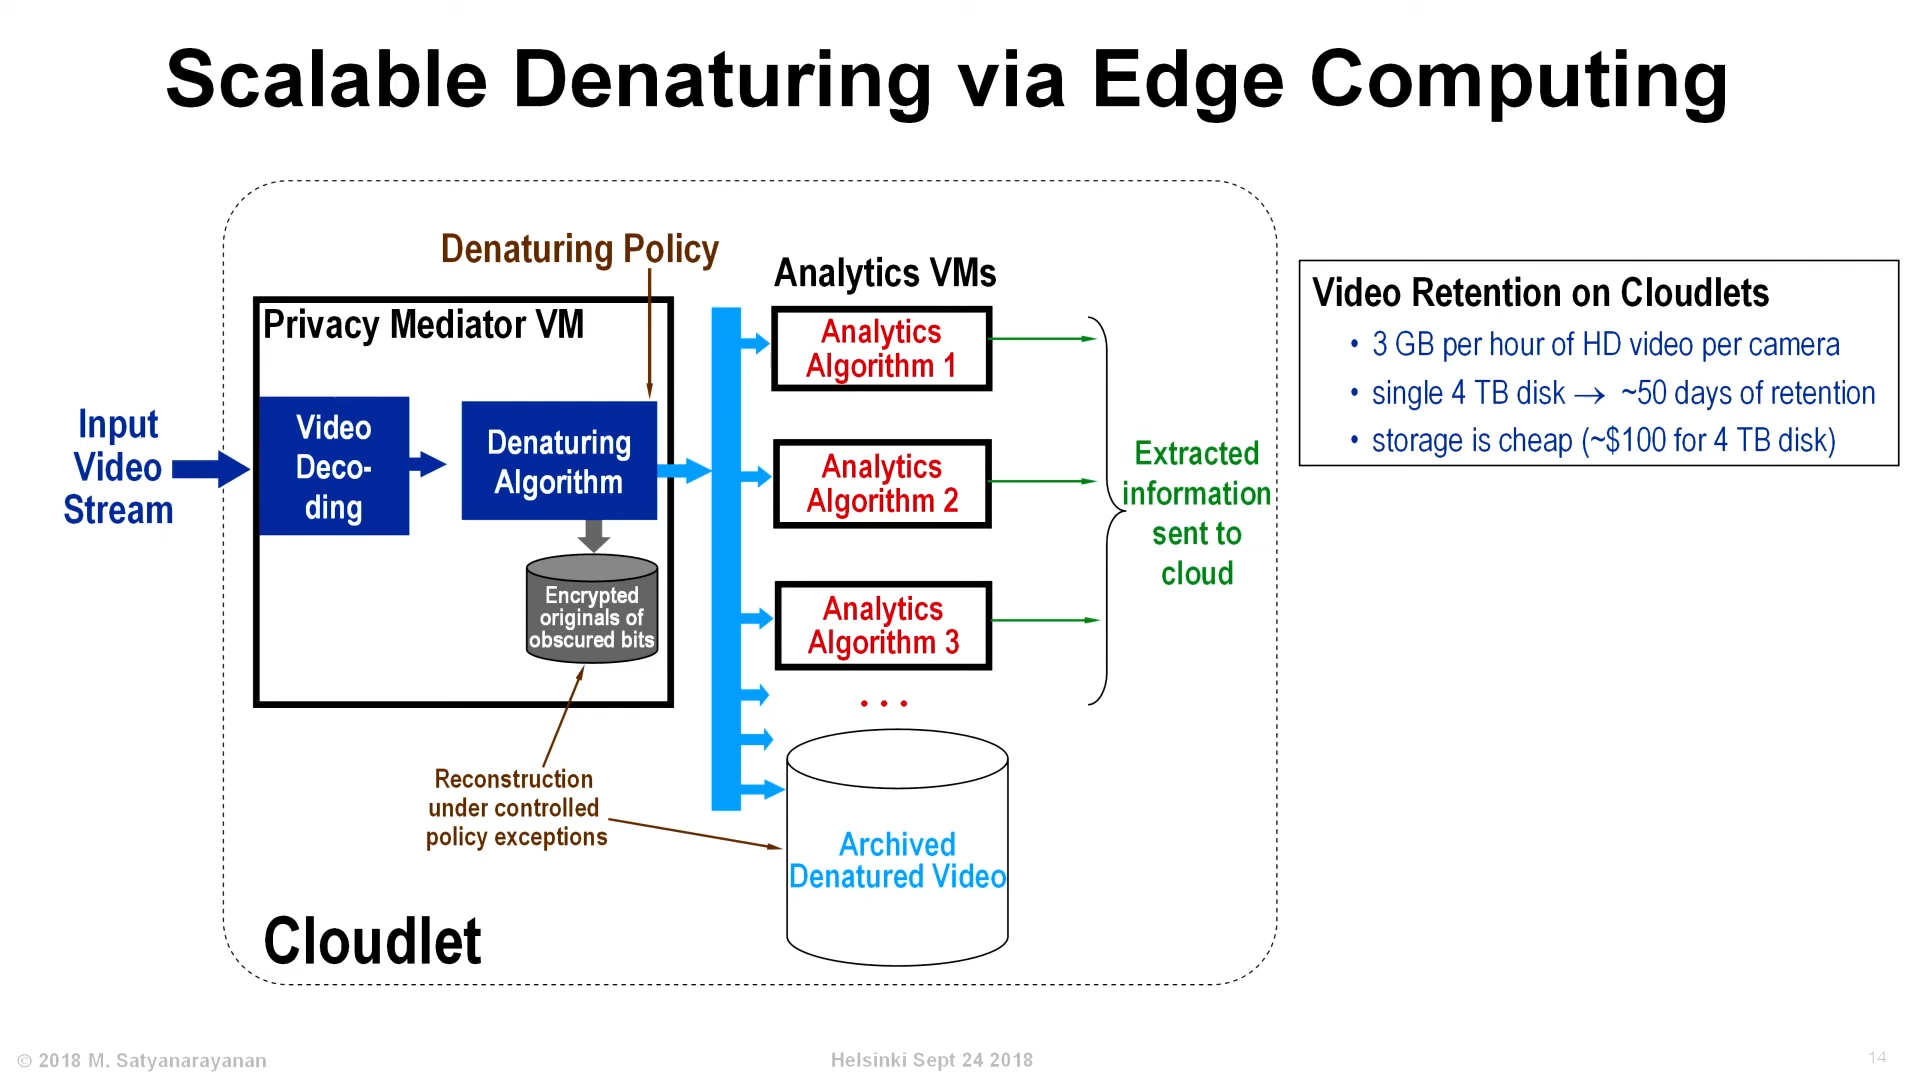 Scalable Denaturing via Edge Computing
Denaturing Policy
Privacy Mediator VM
Input
Video
Stream
Video
Deco-
ding
Denaturing
Algorithm
Encrypted
originals of
obscured bits
Reconstruction
under controlled
policy exceptions
Cloudlet
Analytics VMs
Analytics
Algorithm 1
Analytics
Algorithm 2
Analytics
Algorithm 3
• • •
Archived
Denatured Video
Extracted
information
sent to
cloud
Video Retention on Cloudlets
• 3 GB per hour of HD video per camera
• single 4 TB disk → ~50 days of retention
• storage is cheap (~$100 for 4 TB disk)
© 2018 M. Satyanarayanan
Helsinki Sept 24 2018
14